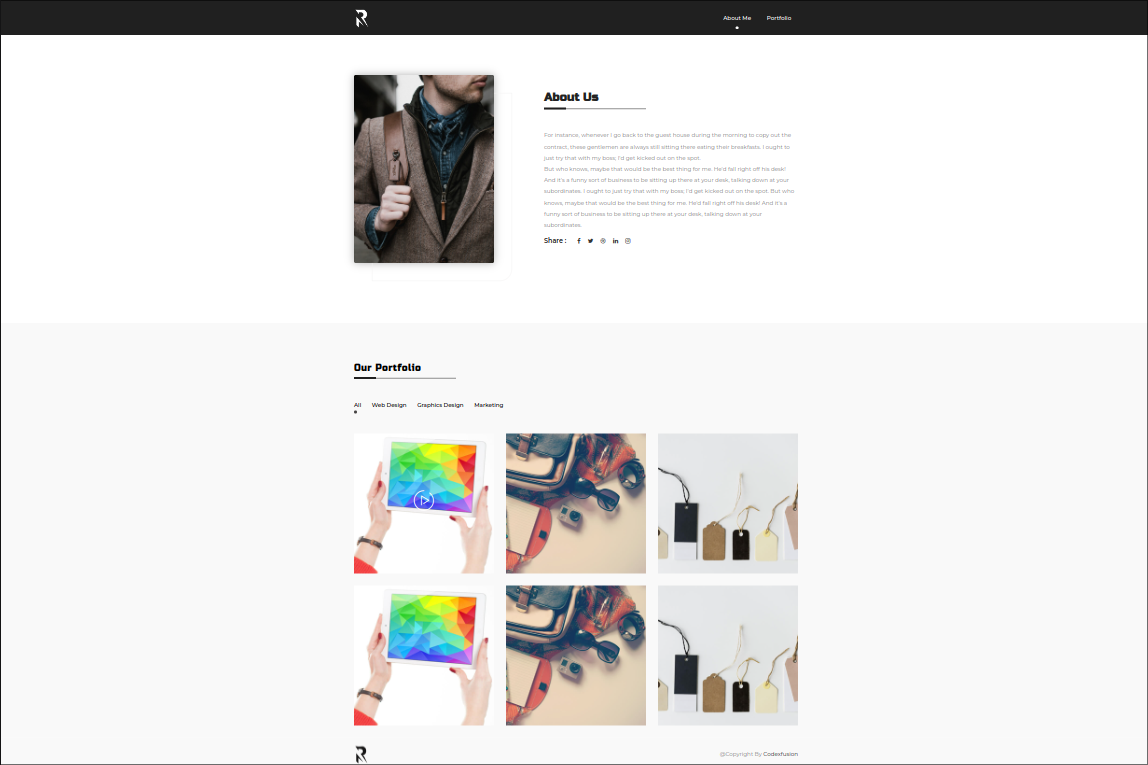 About Me Portfolio
About Us
For instance, whenever I go back to the guest house during the morning to copy out the
contract, these gentlemen are always still sitting there eating their breakfasts. I ought to
just try that with my boss; I'd get kicked out on the spot.
But who knows, maybe that would be the best thing for me. He'd fall right off his desk!
And it's a funny sort of business to be sitting up there at your desk, talking down at your
subordinates. I ought to just try that with my boss; I'd get kicked out on the spot. But who
knows, maybe that would be the best thing for me. He'd fall right off his desk! And it's a
funny sort of business to be sitting up there at your desk, talking down at your
subordinates.
Share :
Our Portfolio
All Web Design Graphics Design Marketing
@Copyright By Codexfusion